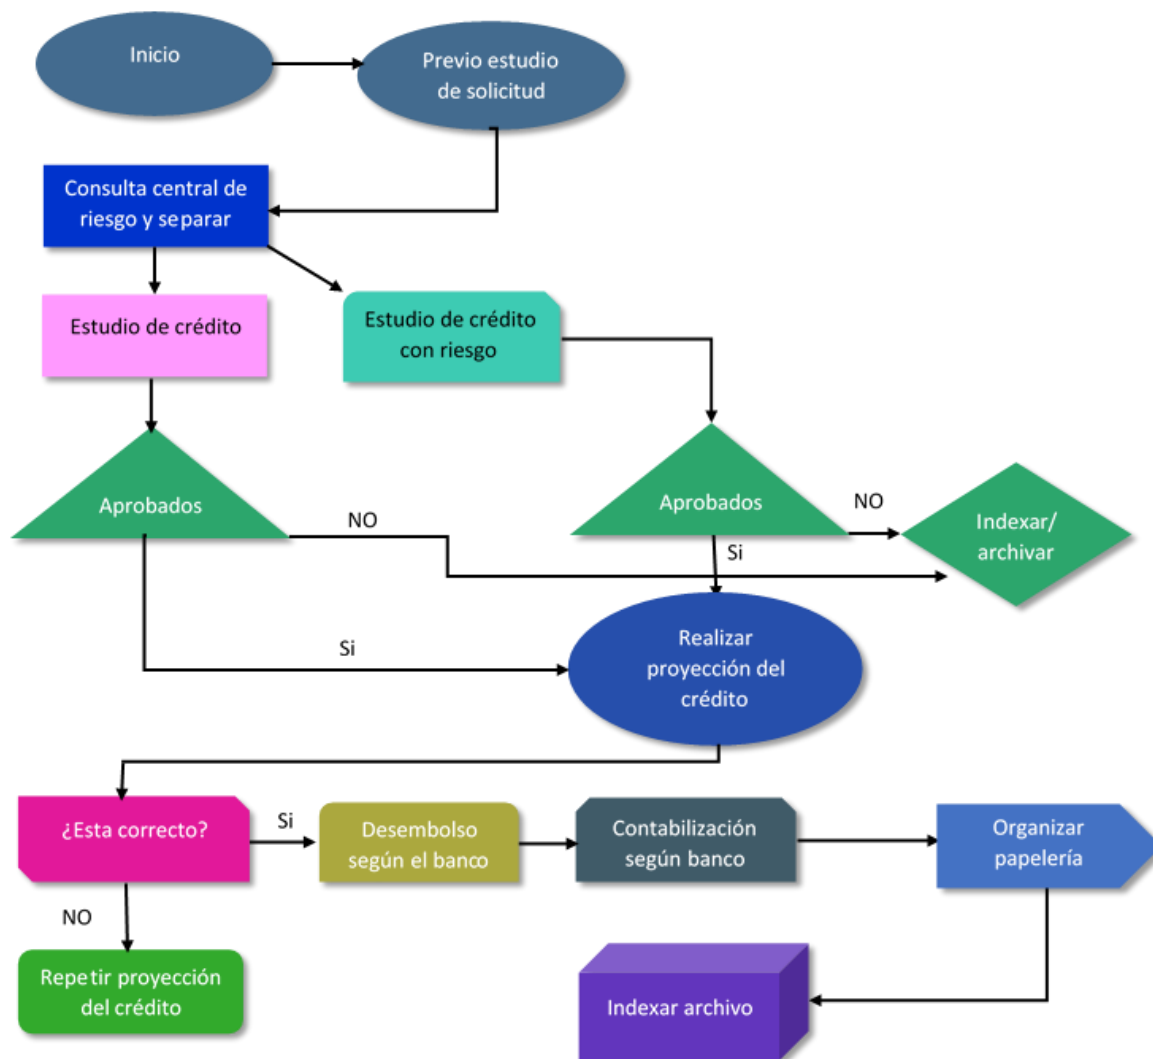 Inicio
Previo estudio
de solicitud
Consulta central de
riesgo y separar
Estudio de crédito
Estudio de crédito
con riesgo
Aprobados
NO
Aprobados
NO
Si
Indexar/
archivar
Si
Realizar
proyección del
crédito
¿Esta correcto?
Si
Desembolso
según el banco
Contabilización
según banco
Organizar
papelería
NO
Repetir proyección
del crédito
Indexar archivo